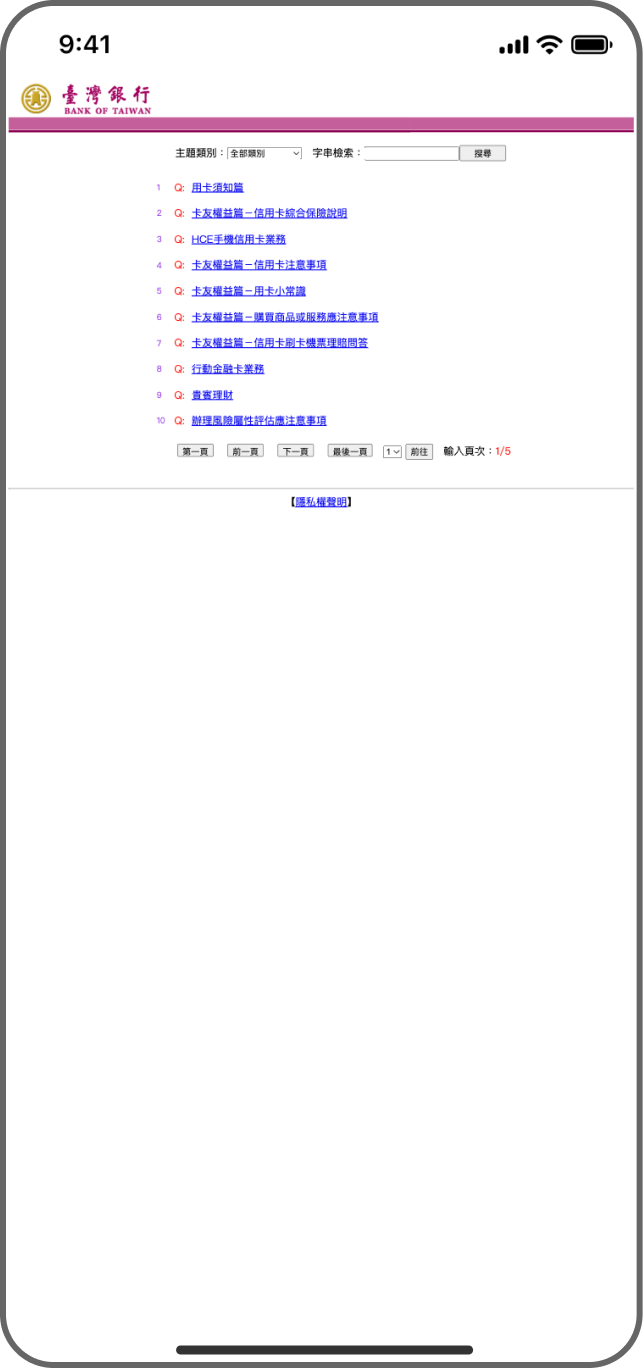 9:41
臺灣銀行
BANK OF TAIWAN
主題類別：全部類別 字串檢索： 搜尋
1 Q: 用卡須知篇
2 Q: 卡友權益篇－信用卡綜合保險說明
3 Q: HCE手機信用卡業務
4 Q: 卡友權益篇－信用卡注意事項
5 Q: 卡友權益篇－用卡小常識
6 Q: 卡友權益篇－購買商品或服務應注意事項
7 Q: 卡友權益篇－信用卡刷卡機票理賠問答
8 Q: 行動金融卡業務
9 Q: 貴賓理財
10 Q: 辦理風險屬性評估應注意事項
第一頁 前一頁 下一頁 最後一頁 1 前往 輸入頁次：1/5
【隱私權聲明】